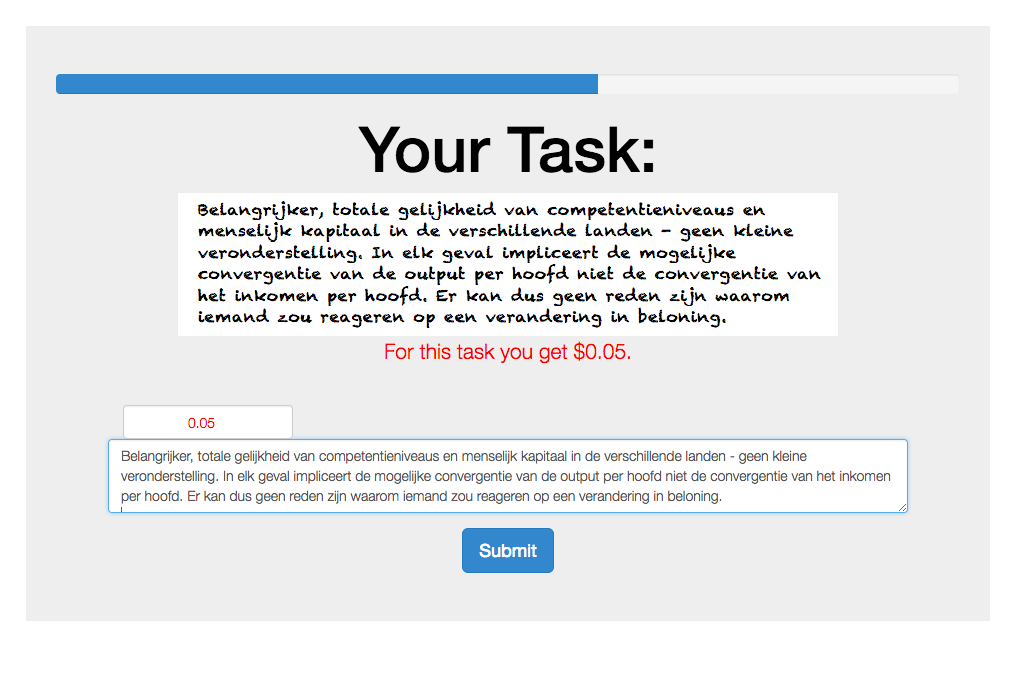 Your Task:
Belangrijker, totale gelijkheid van competentieniveaus en
menselijk kapitaal in de verschillende landen - geen kleine
veronderstelling. In elk geval impliceert de mogelijke
convergentie van de output per hoofd niet de convergentie van
het inkomen per hoofd. Er kan dus geen reden zijn waarom
iemand zou reageren op een verandering in beloning.
For this task you get $0.05.
0.05
Belangrijker, totale gelijkheid van competentieniveaus en menselijk kapitaal in de verschillende landen - geen kleine
veronderstelling. In elk geval impliceert de mogelijke convergentie van de output per hoofd niet de convergentie van het inkomen
per hoofd. Er kan dus geen reden zijn waarom iemand zou reageren op een verandering in beloning.
Submit